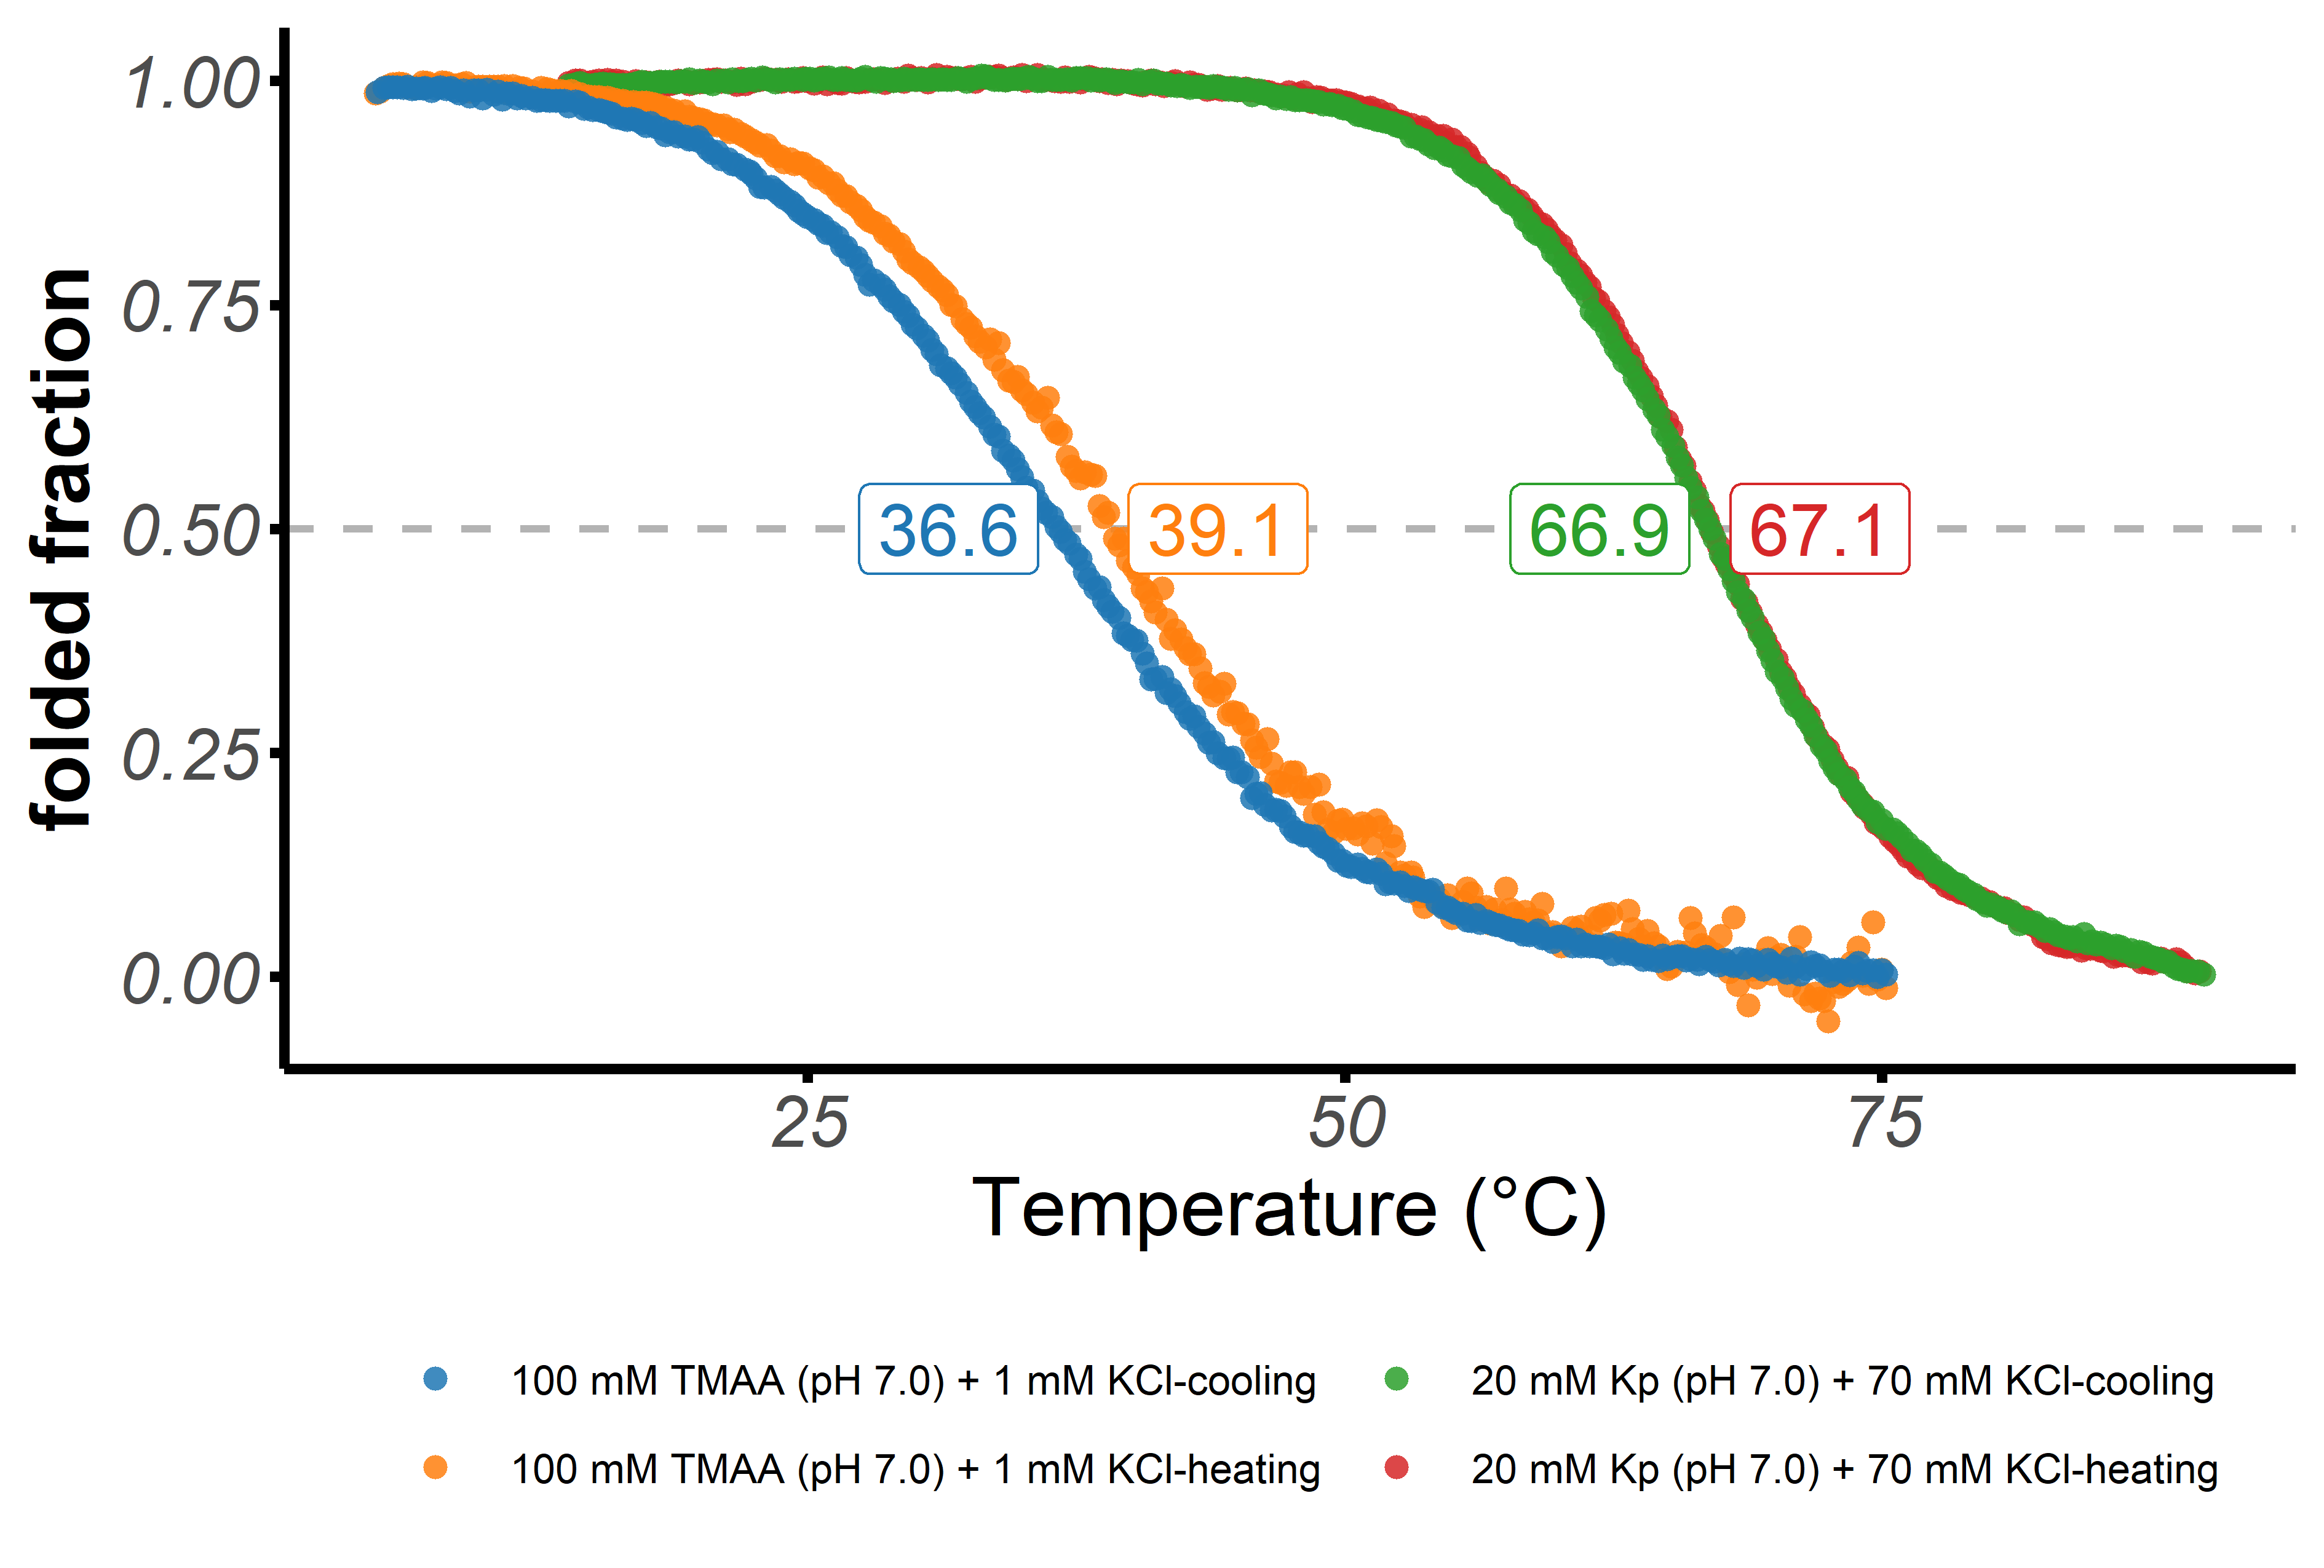 folded fraction
1.00
0.75
0.50
0.25
0.00
36.6
39.1
66.9
67.1
25
50
75
Temperature (°C)
100 mM TMAA (pH 7.0) + 1 mM KCl-cooling
100 mM TMAA (pH 7.0) + 1 mM KCl-heating
20 mM Kp (pH 7.0) + 70 mM KCl-cooling
20 mM Kp (pH 7.0) + 70 mM KCl-heating